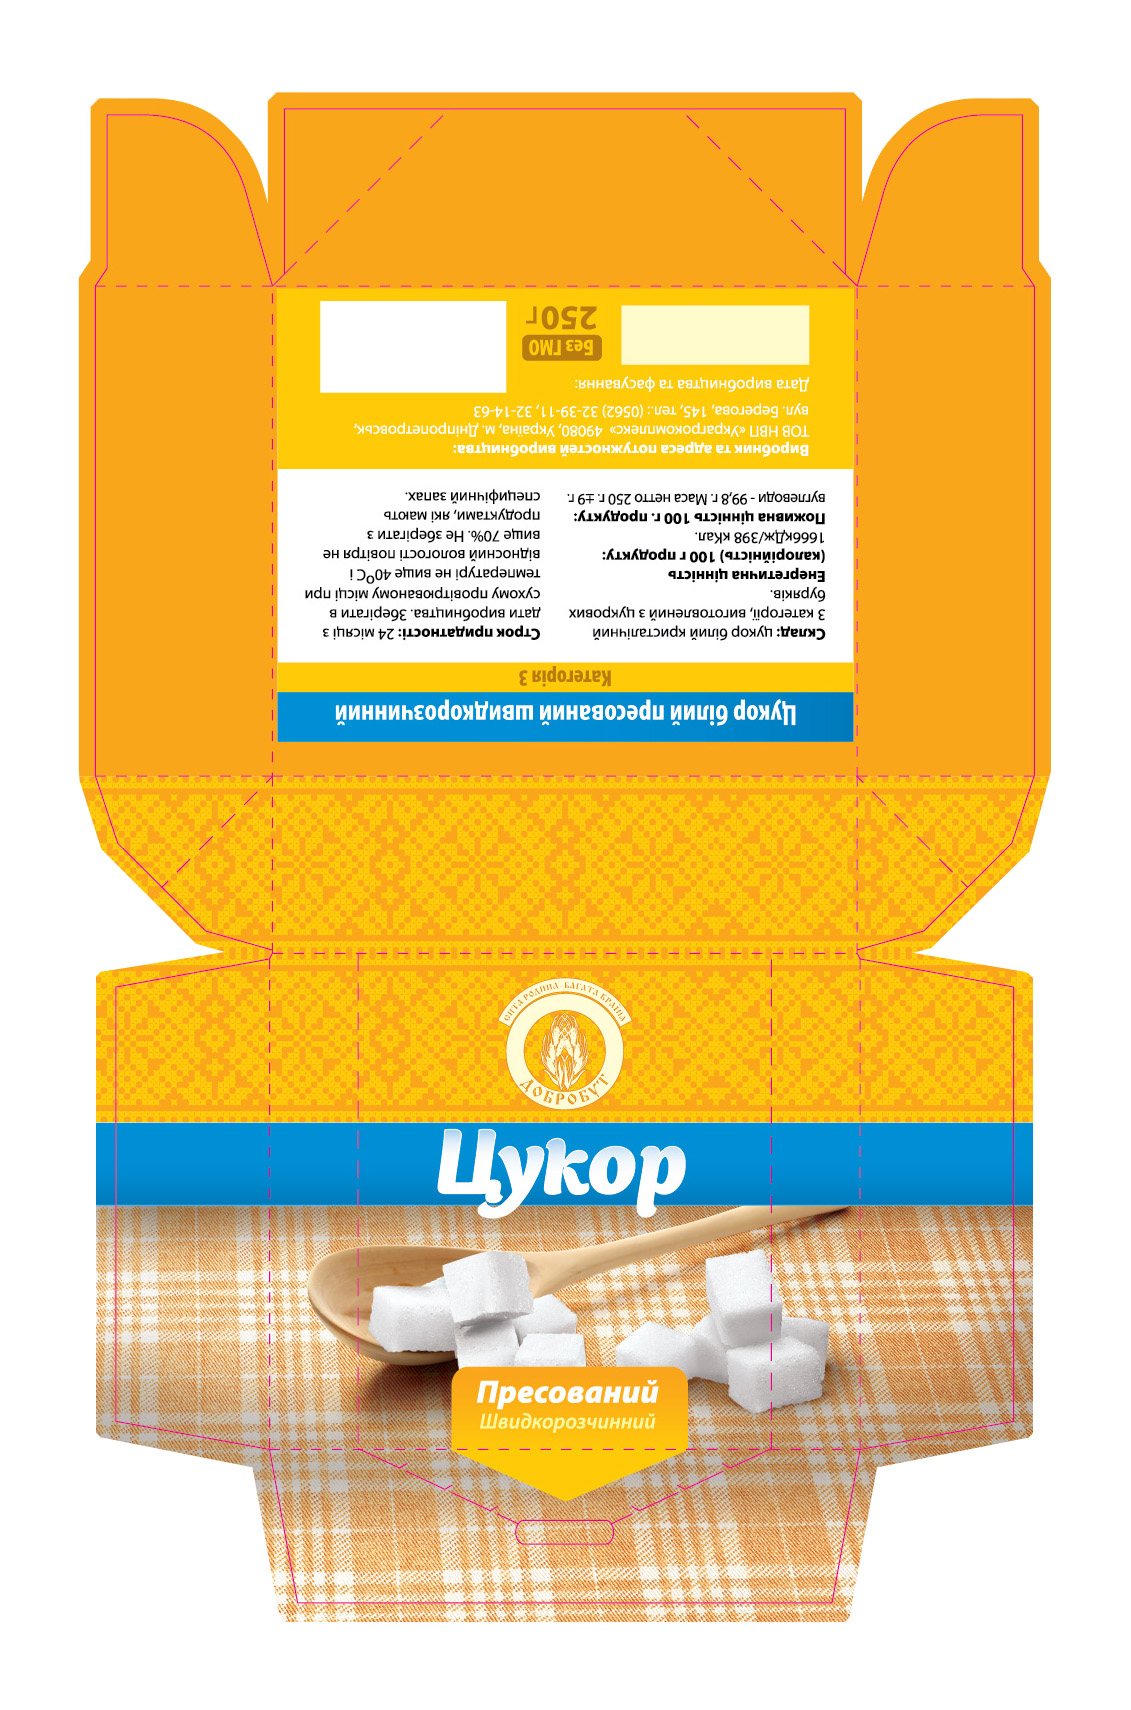 Цукор білий пресований швидкорозчинний
Категорія 3
Склад: цукор білий кристалічний
3 категорії, виготовлений з цукрових
буряків.
Енергетична цінність
(калорійність) 100 г продукту:
1666кДж/398 кКал.
Поживна цінність 100 г. продукту:
вуглеводи - 99,8 г. Маса нетто 250 г. ±9 г.
Строк придатності: 24 місяці з
дати виробництва. Зберігати в
сухому провітрюваному місці при
температурі не вище 40°С і
відносній вологості повітря не
вище 70%. Не зберігати з
продуктами, які мають
специфічний запах.
Виробник та адреса потужностей виробництва:
ТОВ НВП «Украгрокомплекс» 49080, Україна, м. Дніпропетровськ,
вул. Берегова, 145, тел.: (0562) 32-39-11, 32-14-63
Дата виробництва та фасування:
Без ГМО
250г
СИТА РОДИНА БАГАТА КРАЇНА
ДОБРОБУТ
Цукор
Пресований
Швидкорозчинний